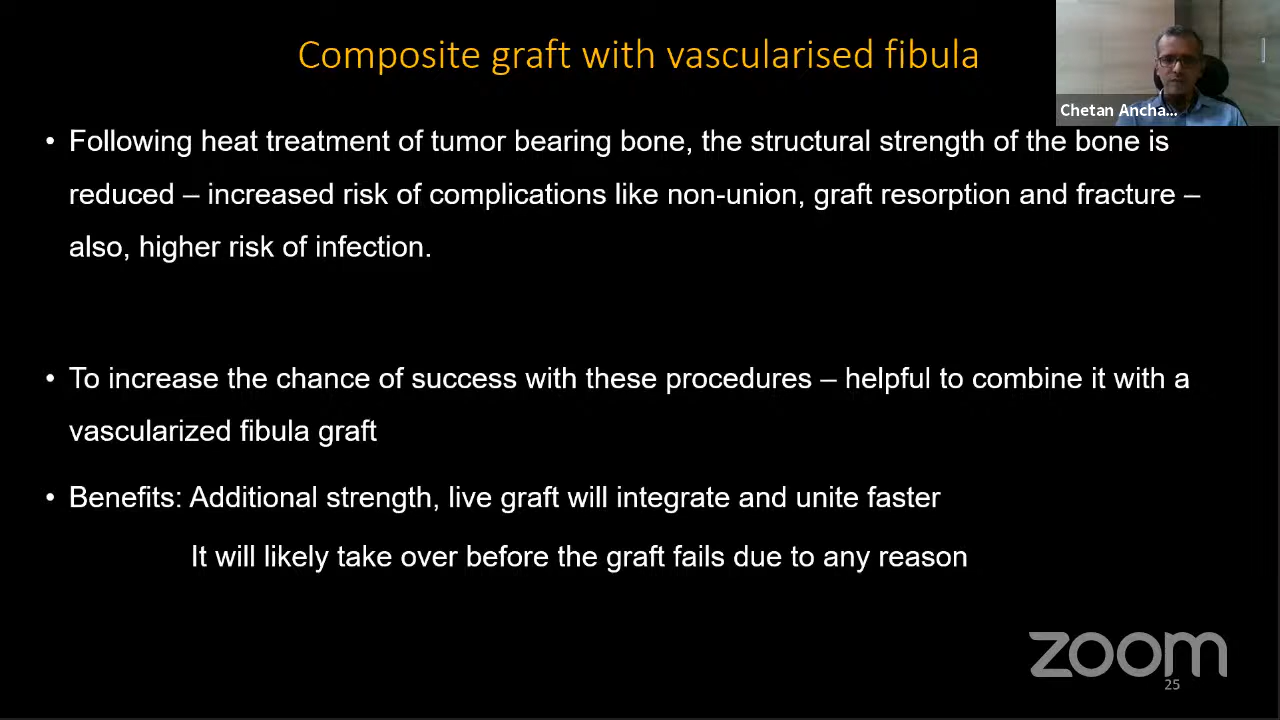 Composite graft with vascularised fibula
Chetan Ancha...
• Following heat treatment of tumor bearing bone, the structural strength of the bone is
reduced – increased risk of complications like non-union, graft resorption and fracture –
also, higher risk of infection.
• To increase the chance of success with these procedures – helpful to combine it with a
vascularized fibula graft
• Benefits: Additional strength, live graft will integrate and unite faster
It will likely take over before the graft fails due to any reason
zoom
25